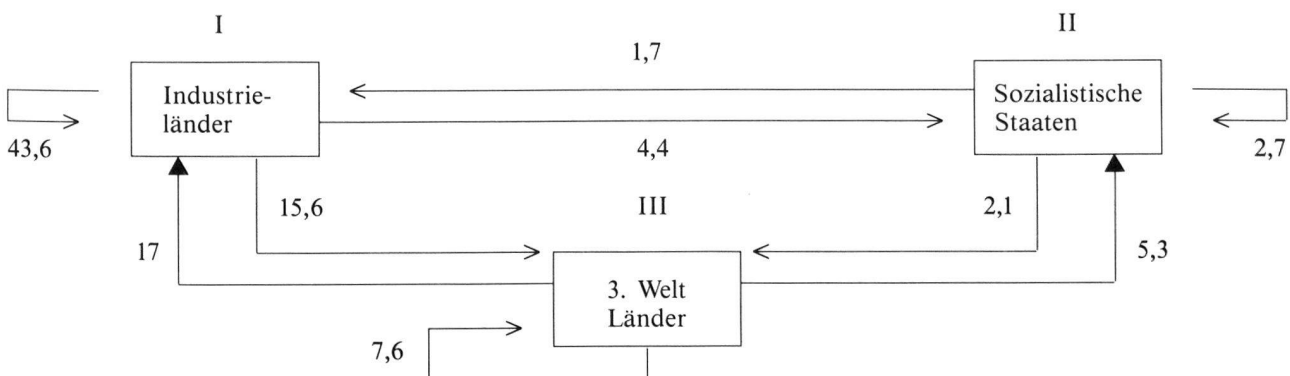 I
II
1,7
Industrie-
länder
Sozialistische
Staaten
43,6
4,4
2,7
15,6
III
2,1
17
5,3
3. Welt
Länder
7,6